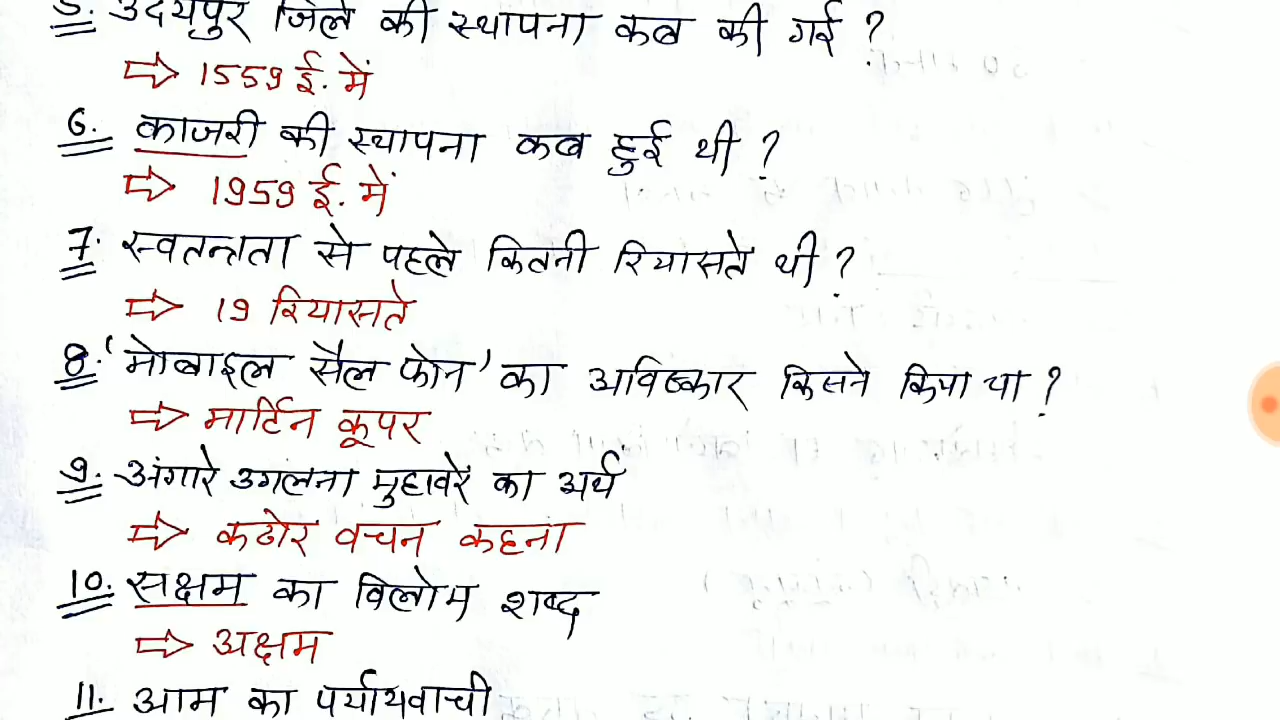 5. उदयपुर जिले की स्थापना कब की गई ?
⇨ 1559 ई. में
6. काजरी की स्थापना कब हुई थी ?
⇨ 1959 ई. में
7. स्वतन्त्रता से पहले कितनी रियासते थी ?
⇨ 19 रियासते
8. 'मोबाइल सैल फोन' का अविष्कार किसने किया था ?
⇨ मार्टिन कूपर
9. अंगारे उगलना मुहावरे का अर्थ
⇨ कठोर वचन कहना
10. सक्षम का विलोम शब्द
⇨ अक्षम
11. आम का पर्यायवाची